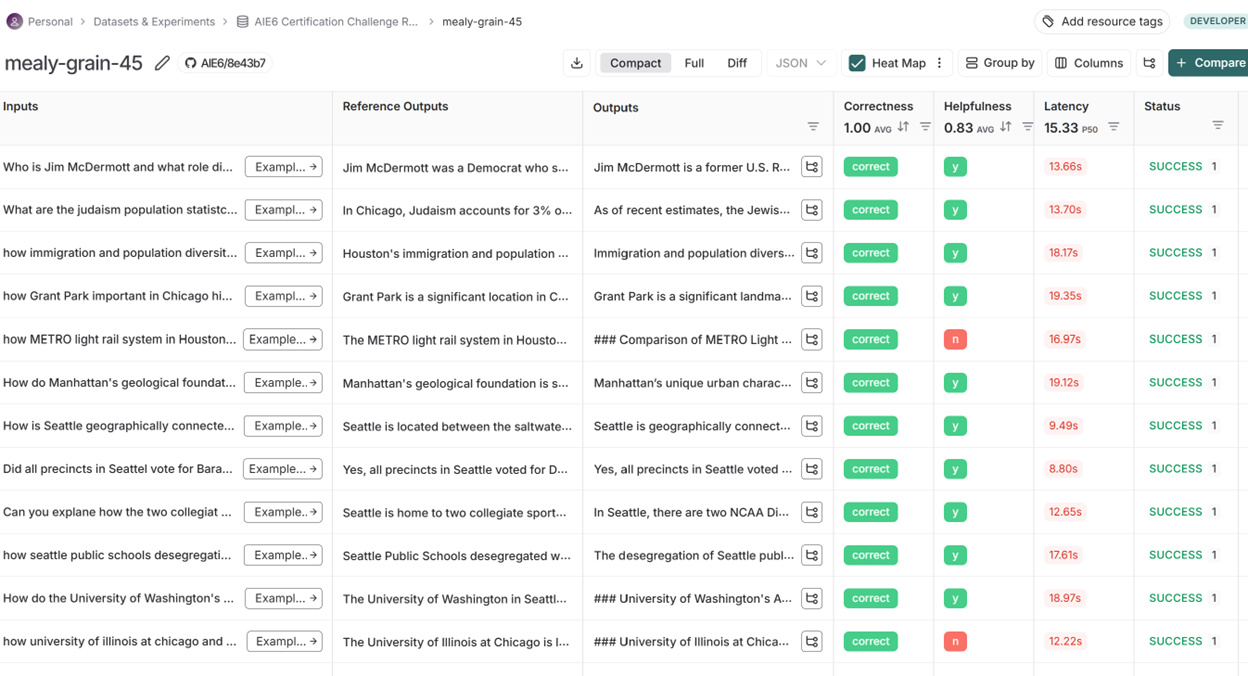 Personal > Datasets & Experiments > AIE6 Certification Challenge R... > mealy-grain-45
Add resource tags
DEVELOPER
mealy-grain-45
AIE6/8e43b7
Compact Full Diff
JSON
Heat Map
Group by
Columns
+ Compare
Inputs Reference Outputs Outputs Correctness Helpfulness Latency Status
1.00 AVG 0.83 AVG 15.33 P50
Who is Jim McDermott and what role di... Exampl... → Jim McDermott was a Democrat who s... Jim McDermott is a former U.S. R... correct y 13.66s SUCCESS 1
What are the judaism population statistc... Exampl... → In Chicago, Judaism accounts for 3% o... As of recent estimates, the Jewis... correct y 13.70s SUCCESS 1
how immigration and population diversit... Exampl... → Houston's immigration and population ... Immigration and population divers... correct y 18.17s SUCCESS 1
how Grant Park important in Chicago hi... Exampl... → Grant Park is a significant location in C... Grant Park is a significant landma... correct y 19.35s SUCCESS 1
how METRO light rail system in Houston... Example... → The METRO light rail system in Housto... ### Comparison of METRO Light ... correct n 16.97s SUCCESS 1
How do Manhattan's geological foundat... Example.. → Manhattan's geological foundation is s... Manhattan’s unique urban charac... correct y 19.12s SUCCESS 1
How is Seattle geographically connecte... Example.. → Seattle is located between the saltwate... Seattle is geographically connect... correct y 9.49s SUCCESS 1
Did all precincts in Seattel vote for Bara... Example... → Yes, all precincts in Seattle voted for D... Yes, all precincts in Seattle voted ... correct y 8.80s SUCCESS 1
Can you explane how the two collegiat ... Example.. → Seattle is home to two collegiate sport... In Seattle, there are two NCAA Di... correct y 12.65s SUCCESS 1
how seattle public schools desegregati... Example.. → Seattle Public Schools desegregated w... The desegregation of Seattle publ... correct y 17.61s SUCCESS 1
How do the University of Washington's ... Exampl... → The University of Washington in Seattl... ### University of Washington's A... correct y 18.97s SUCCESS 1
how university of illinois at chicago and ... Exampl... → The University of Illinois at Chicago is l... ### University of Illinois at Chica... correct n 12.22s SUCCESS 1